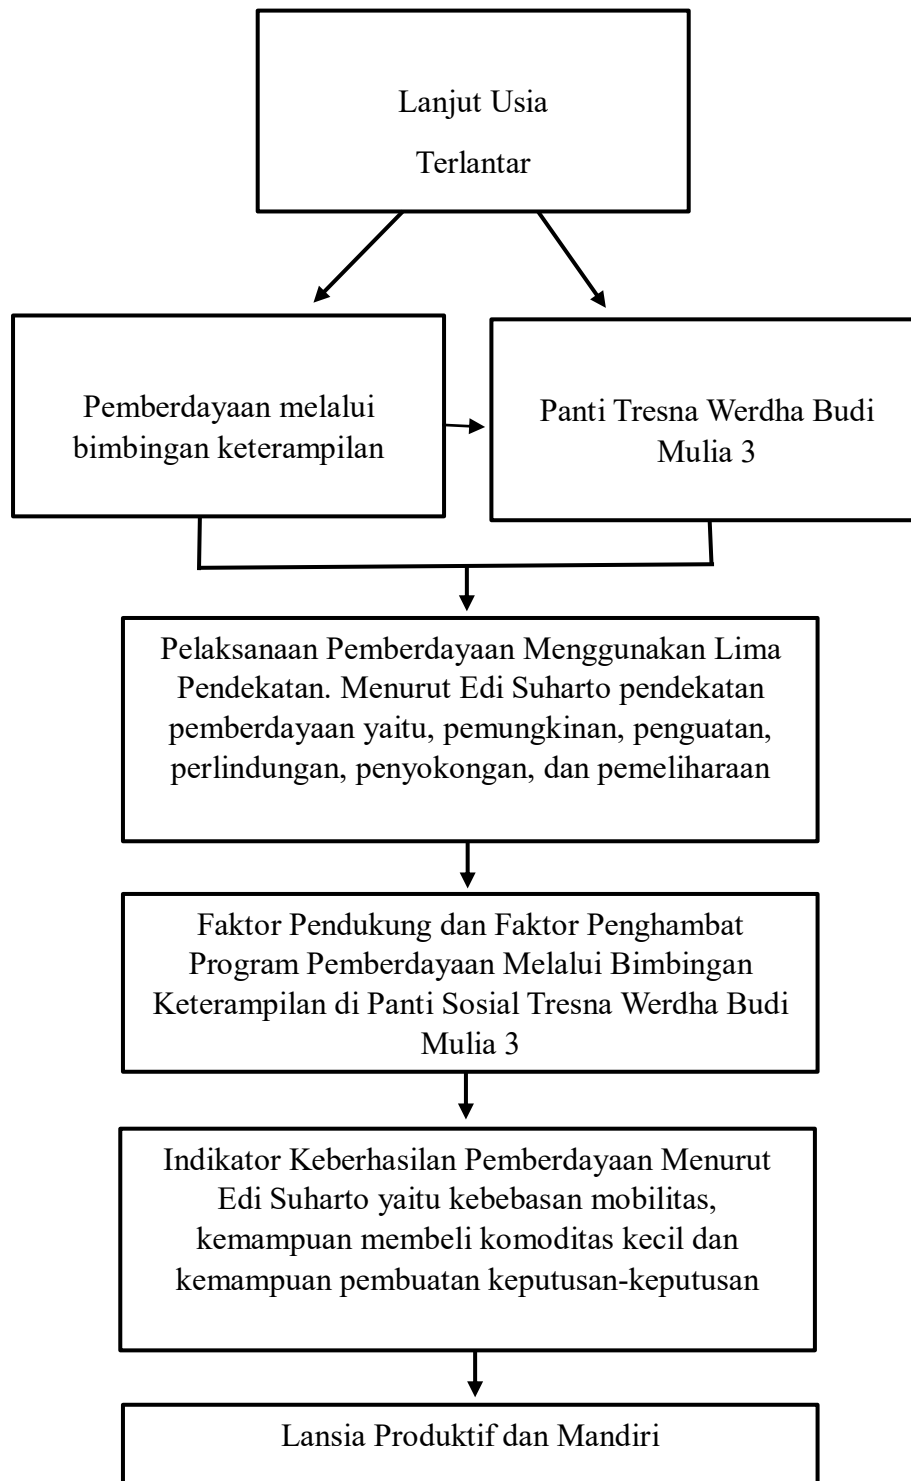 Lanjut Usia
Terlantar
Pemberdayaan melalui
bimbingan keterampilan
Panti Tresna Werdha Budi
Mulia 3
Pelaksanaan Pemberdayaan Menggunakan Lima
Pendekatan. Menurut Edi Suharto pendekatan
pemberdayaan yaitu, pemungkinan, penguatan,
perlindungan, penyokongan, dan pemeliharaan
Faktor Pendukung dan Faktor Penghambat
Program Pemberdayaan Melalui Bimbingan
Keterampilan di Panti Sosial Tresna Werdha Budi
Mulia 3
Indikator Keberhasilan Pemberdayaan Menurut
Edi Suharto yaitu kebebasan mobilitas,
kemampuan membeli komoditas kecil dan
kemampuan pembuatan keputusan-keputusan
Lansia Produktif dan Mandiri